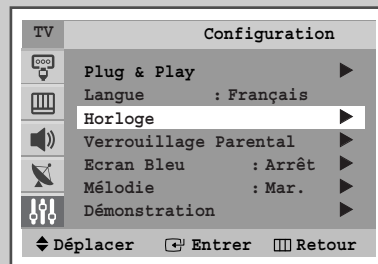 TV Configuration
Plug & Play
Langue : Français
Horloge
Verrouillage Parental
Ecran Bleu : Arrêt
Mélodie : Mar.
Démonstration
Déplacer Entrer Retour